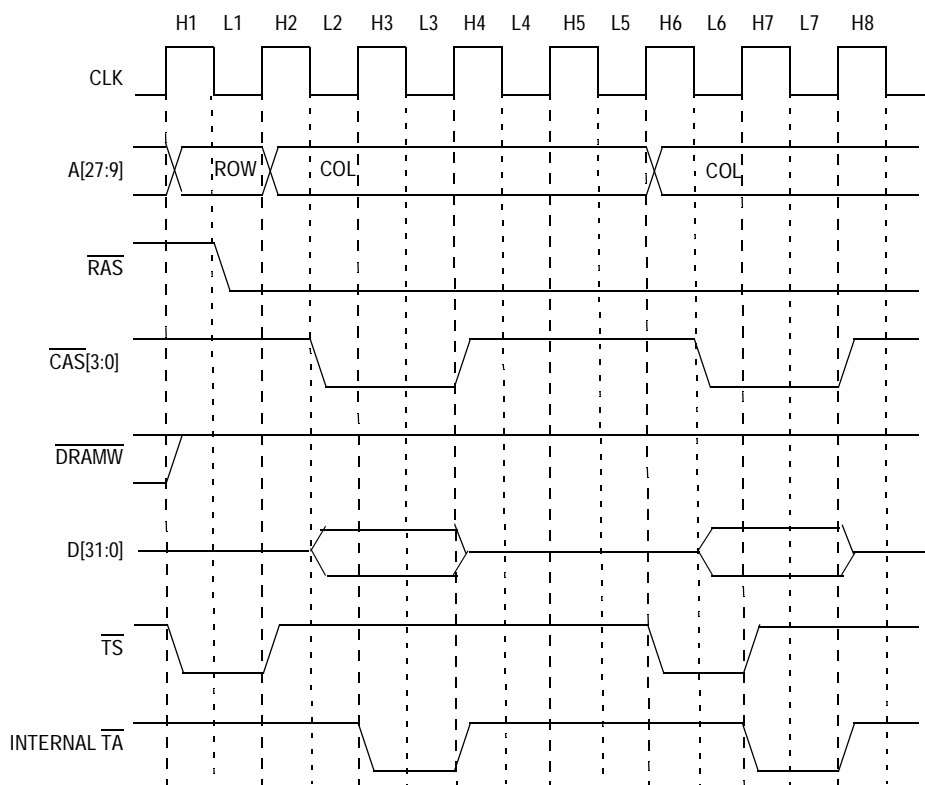 H1 L1 H2 L2 H3 L3 H4 L4 H5 L5 H6 L6 H7 L7 H8
CLK
A[27:9] ROW COL COL
RAS
CAS[3:0]
DRAMW
D[31:0]
TS
INTERNAL TA